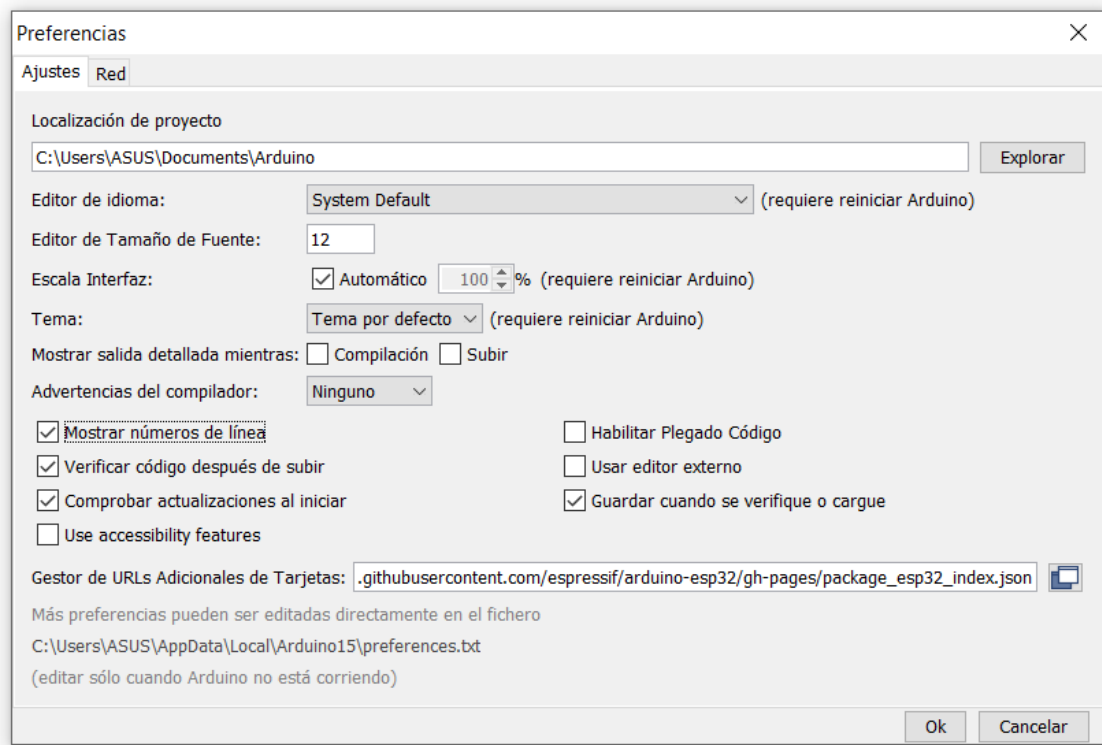 Preferencias
Ajustes Red
Localización de proyecto
C:\Users\ASUS\Documents\Arduino Explorar
Editor de idioma: System Default (requiere reiniciar Arduino)
Editor de Tamaño de Fuente: 12
Escala Interfaz: Automático 100 % (requiere reiniciar Arduino)
Tema: Tema por defecto (requiere reiniciar Arduino)
Mostrar salida detallada mientras: Compilación Subir
Advertencias del compilador: Ninguno
Mostrar números de línea Habilitar Plegado Código
Verificar código después de subir Usar editor externo
Comprobar actualizaciones al iniciar Guardar cuando se verifique o cargue
Use accessibility features
Gestor de URLs Adicionales de Tarjetas: .githubusercontent.com/espressif/arduino-esp32/gh-pages/package_esp32_index.json
Más preferencias pueden ser editadas directamente en el fichero
C:\Users\ASUS\AppData\Local\Arduino15\preferences.txt
(editar sólo cuando Arduino no está corriendo)
Ok Cancelar